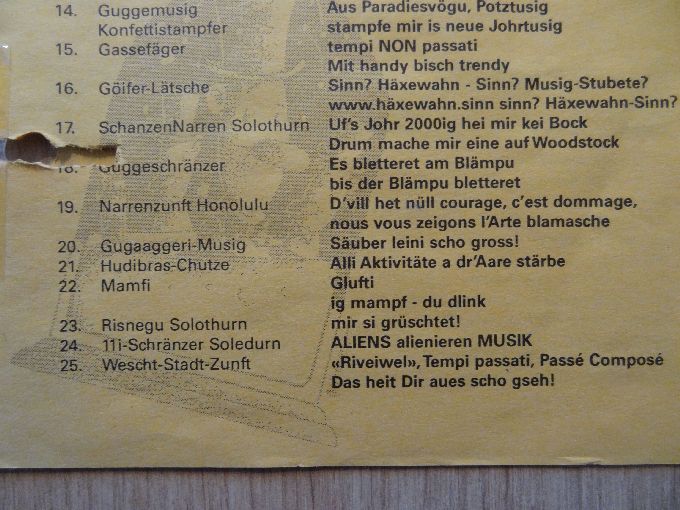 14. Guggemusig Aus Paradiesvögu, Potztusig
Konfettistampfer stampfe mir is neue Johrtusig
15. Gassefäger tempi NON passati
Mit handy bisch trendy
16. Göifer-Lätsche Sinn? Häxewahn - Sinn? Musig-Stubete?
www.häxewahn.sinn sinn? Häxewahn-Sinn?
17. SchanzenNarren Solothurn Uf's Johr 2000ig hei mir kei Bock
Drum mache mir eine auf Woodstock
18. Guggeschränzer Es bletteret am Blämpu
bis der Blämpu bletteret
19. Narrenzunft Honolulu D'vill het nüll courage, c'est dommage,
nous vous zeigons l'Arte blamasche
20. Gugaaggeri-Musig Säuber leini scho gross!
21. Hudibras-Chutze Alli Aktivitäte a dr'Aare stärbe
22. Mamfi Glufti
ig mampf - du dlink
23. Risnegu Solothurn mir si grüschtet!
24. 11i-Schränzer Soledurn ALIENS alienieren MUSIK
25. Wescht-Stadt-Zunft «Riveiwel», Tempi passati, Passé Composé
Das heit Dir aues scho gseh!